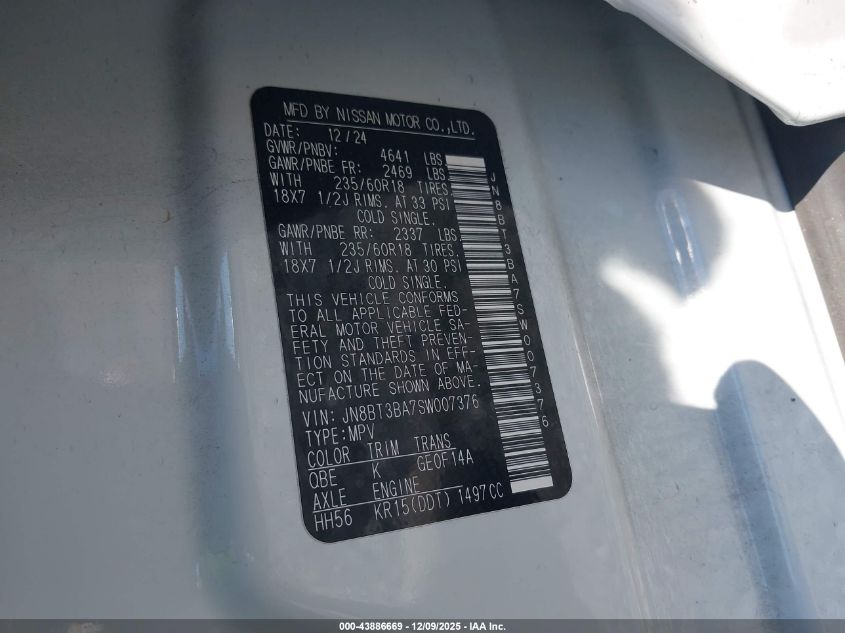 MFD BY NISSAN MOTOR CO.,LTD.
DATE: 12/24
GVWR/PNBV: 4641 LBS
GAWR/PNBE FR: 2469 LBS
WITH 235/60R18 TIRES.
18X7 1/2J RIMS. AT 33 PSI
COLD SINGLE.
GAWR/PNBE RR: 2337 LBS.
WITH 235/60R18 TIRES.
18X7 1/2J RIMS. AT 30 PSI
COLD SINGLE.
THIS VEHICLE CONFORMS
TO ALL APPLICABLE FED-
ERAL MOTOR VEHICLE SA-
FETY AND THEFT PREVEN-
TION STANDARDS IN EFF-
ECT ON THE DATE OF MA-
NUFACTURE SHOWN ABOVE.
VIN: JN8BT3BA7SW007376
TYPE:MPV
COLOR TRIM TRANS
QBE K GE0F14A
AXLE ENGINE
HH56 KR15(DDT) 1497CC
JN8BT3BA7SW007376
000-43886669 - 12/09/2025 - IAA Inc.